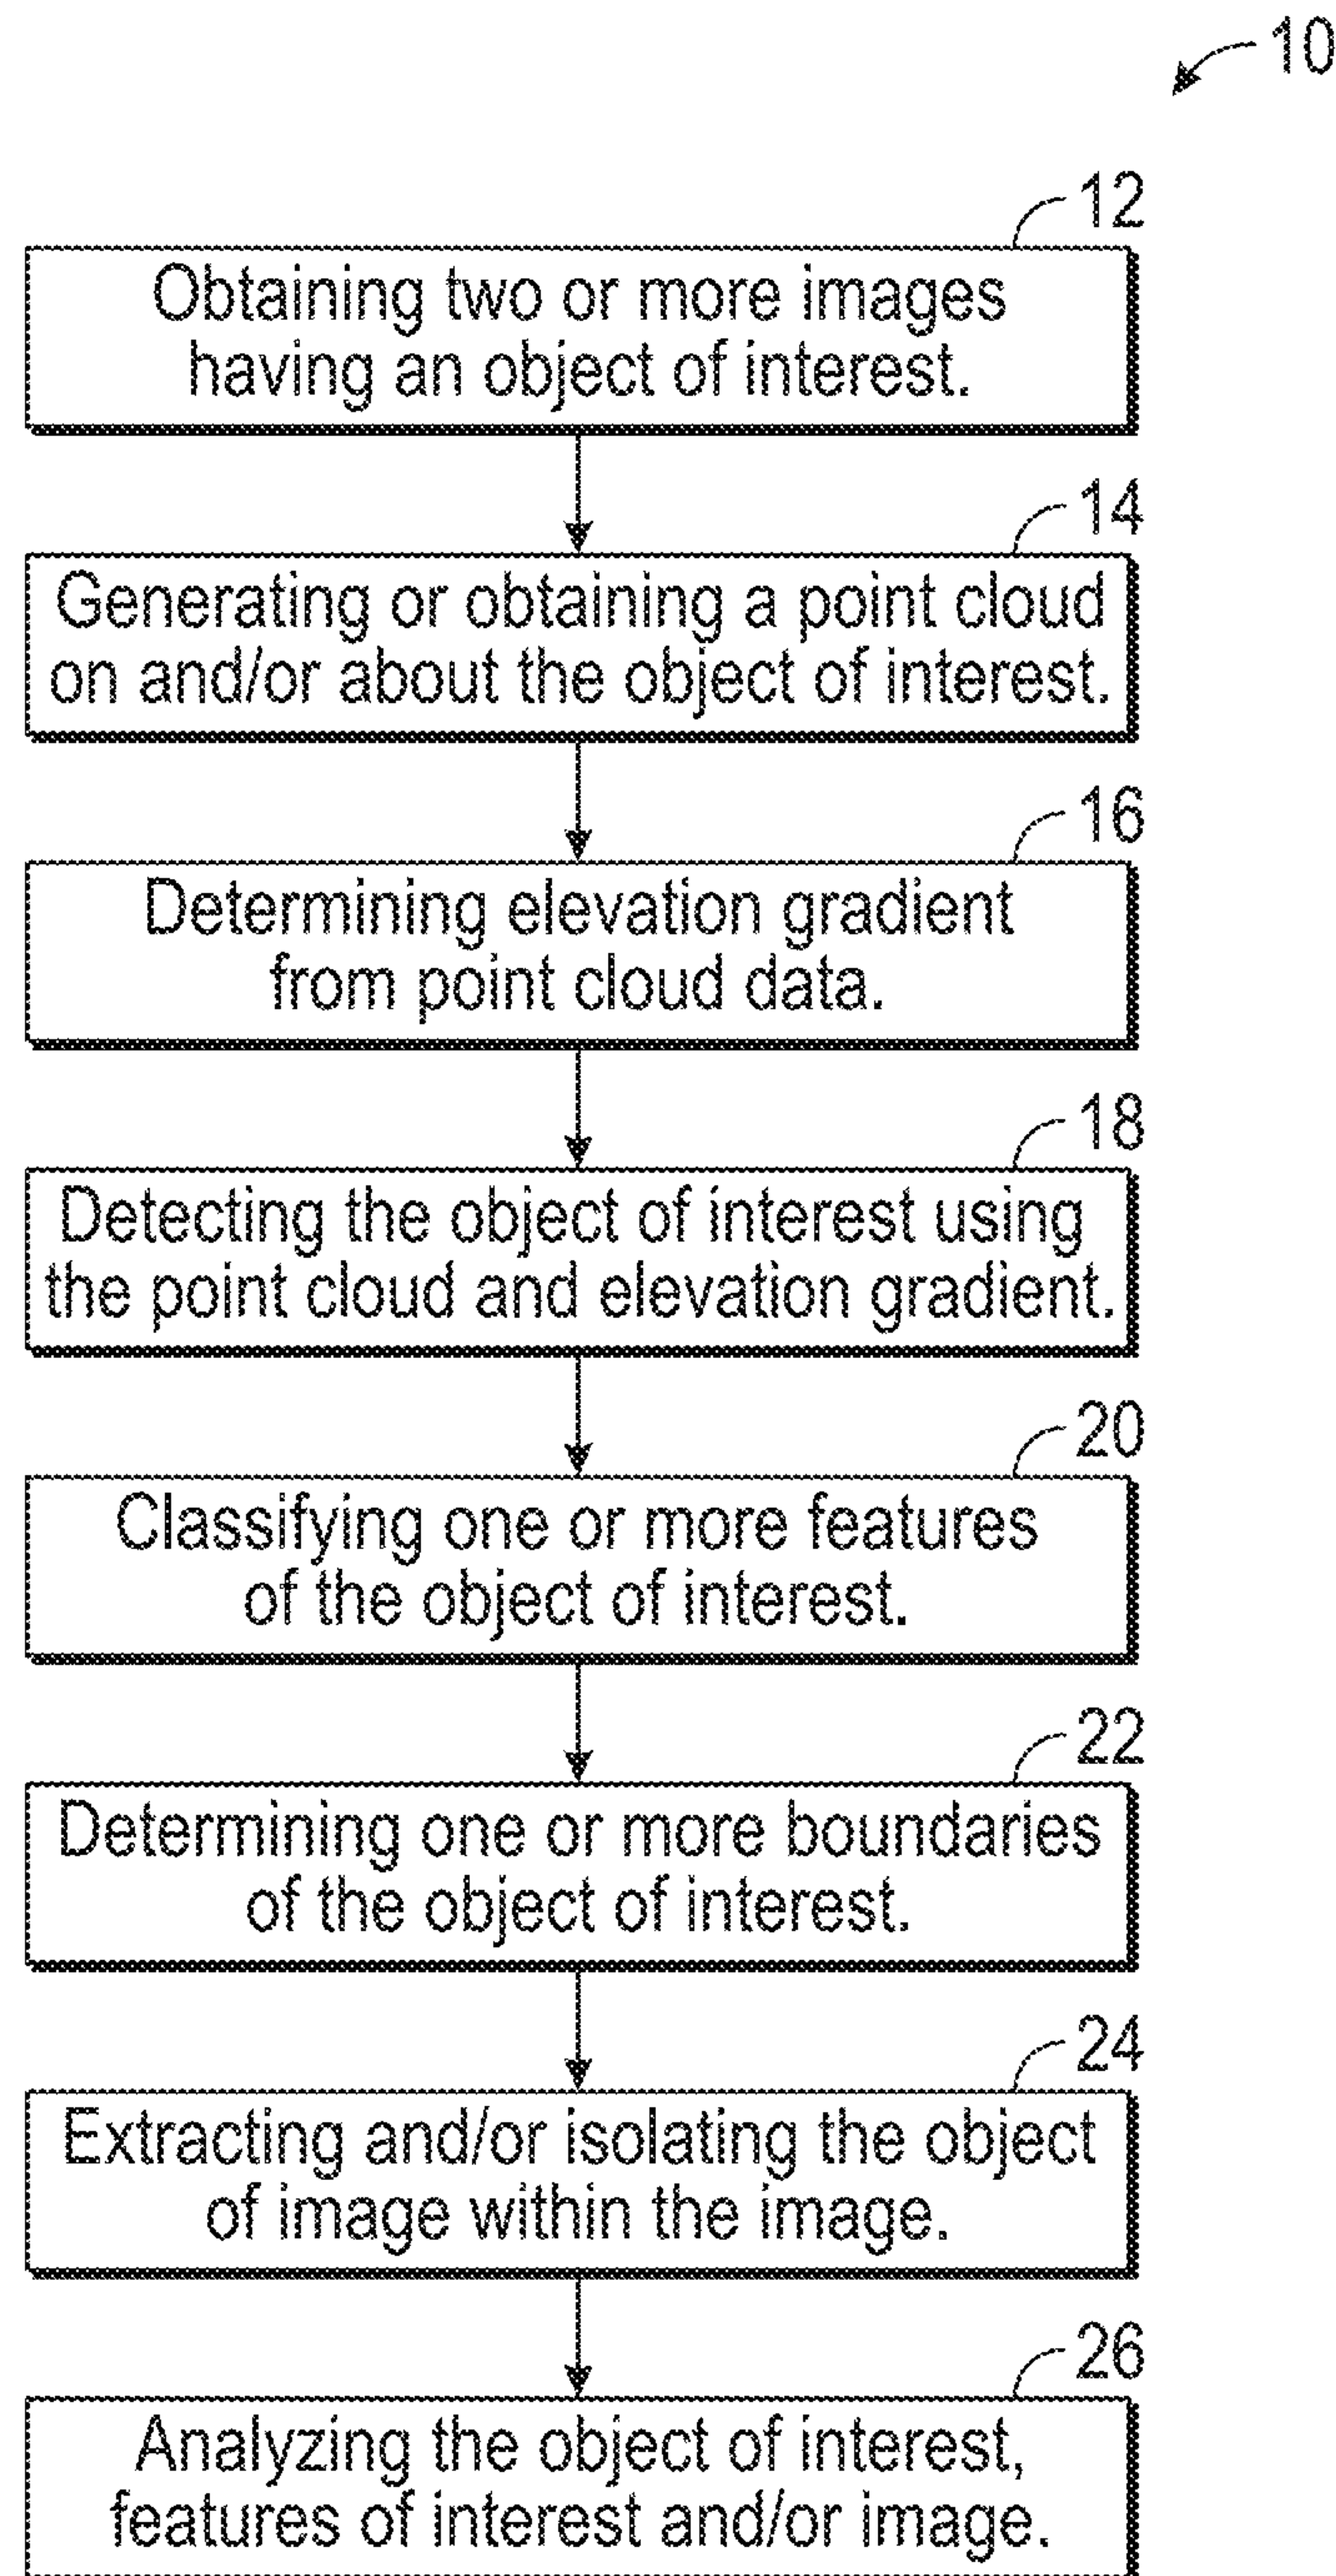 10
12
Obtaining two or more images
having an object of interest.
14
Generating or obtaining a point cloud
on and/or about the object of interest.
16
Determining elevation gradient
from point cloud data.
18
Detecting the object of interest using
the point cloud and elevation gradient.
20
Classifying one or more features
of the object of interest.
22
Determining one or more boundaries
of the object of interest.
24
Extracting and/or isolating the object
of image within the image.
26
Analyzing the object of interest,
features of interest and/or image.